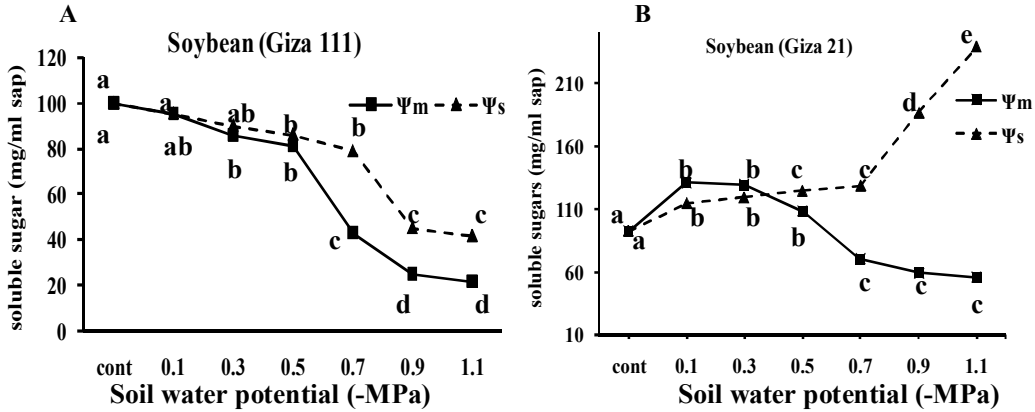 A
Soybean (Giza 111)
soluble sugar (mg/ml sap)
120
100
80
60
40
20
0
Ψm Ψs
a
a
a
ab
ab
b
b
b
b
c
c
d
c
d
cont 0.1 0.3 0.5 0.7 0.9 1.1
Soil water potential (-MPa)
B
Soybean (Giza 21)
soluble sugars (mg/ml sap)
210
160
110
60
10
Ψm
Ψs
a
a
b
b
b
b
c
b
c
c
d
c
e
c
cont 0.1 0.3 0.5 0.7 0.9 1.1
Soil water potential (-MPa)